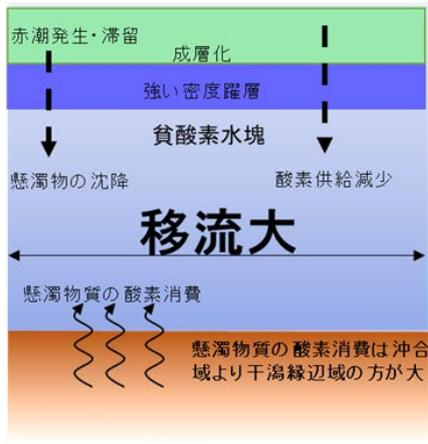 赤潮発生・滞留
成層化
強い密度躍層
貧酸素水塊
懸濁物の沈降
酸素供給減少
移流大
懸濁物質の酸素消費
懸濁物質の酸素消費は沖合
域より干潟縁辺域の方が大